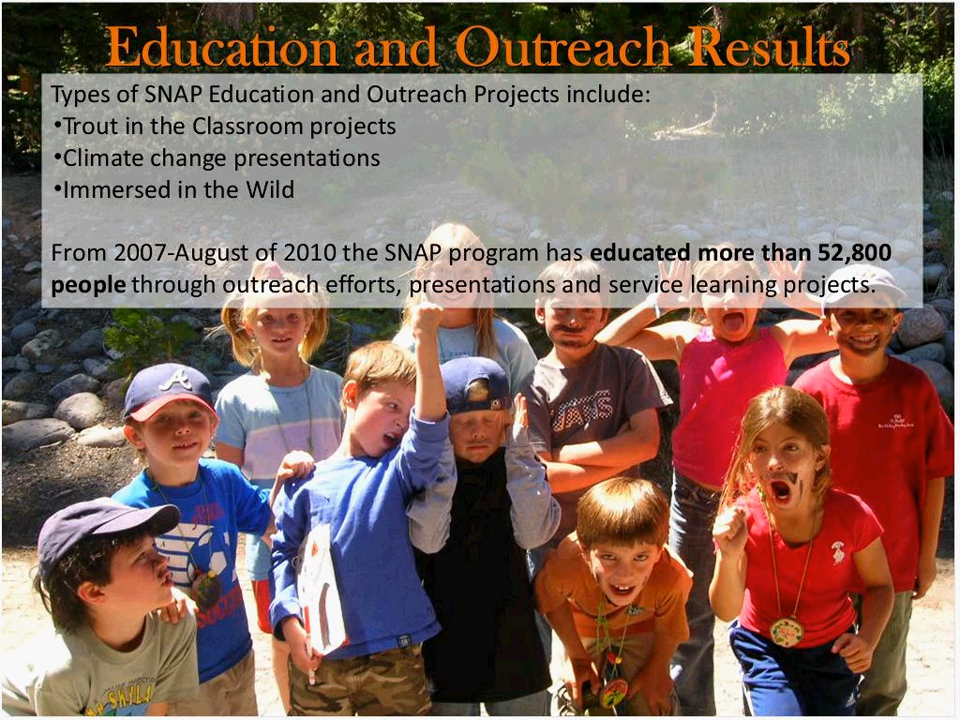 Education and Outreach Results
Types of SNAP Education and Outreach Projects include:
•Trout in the Classroom projects
•Climate change presentations
•Immersed in the Wild
From 2007-August of 2010 the SNAP program has educated more than 52,800
people through outreach efforts, presentations and service learning projects.
A
SKILL